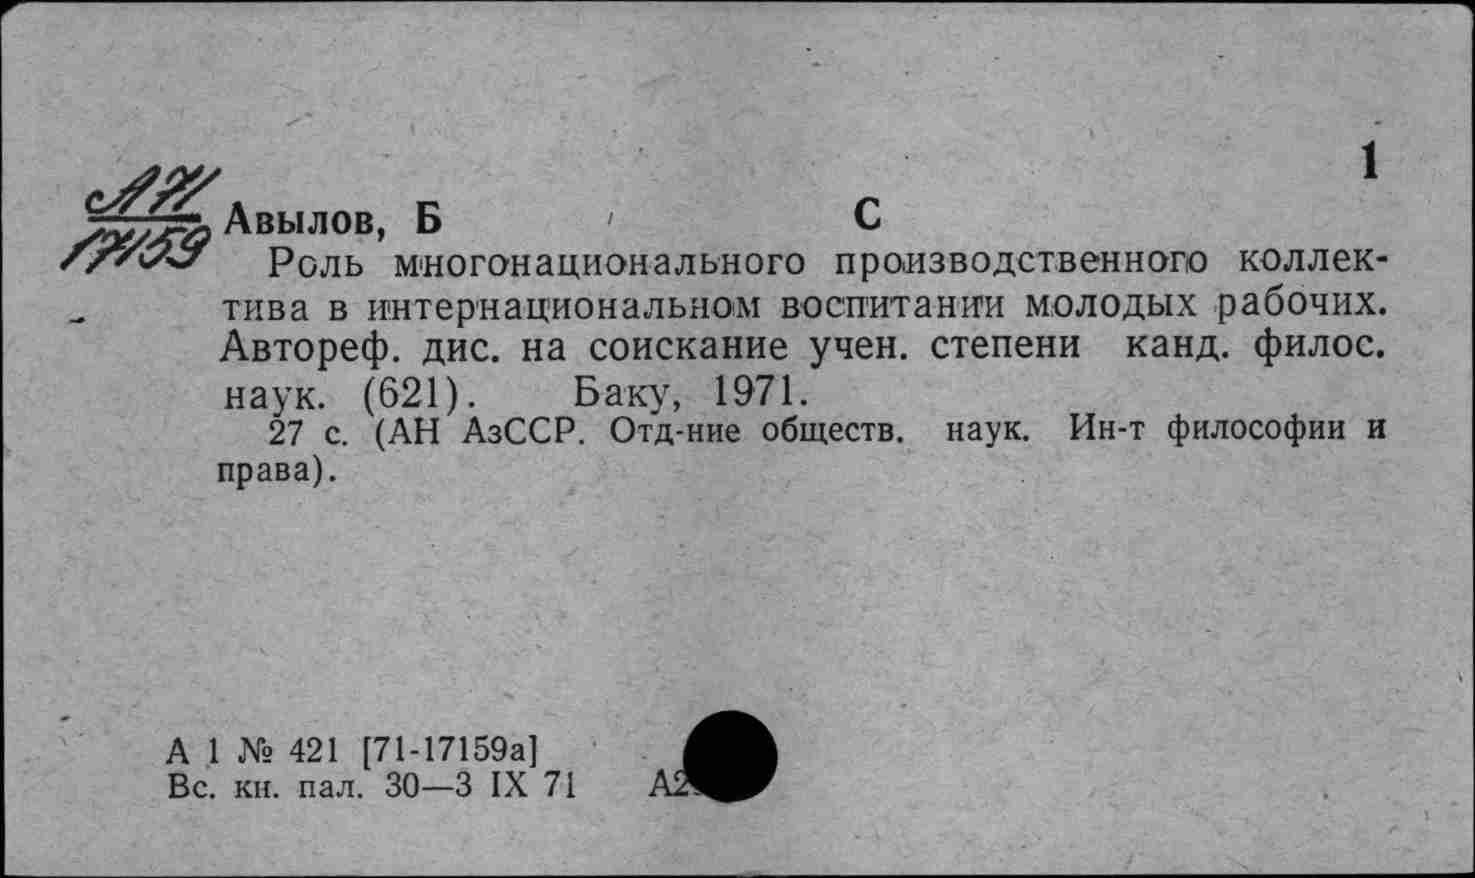 1
А71
17159
Авылов, Б С
Роль многонационального производственного коллек-
тива в интернациональном воспитании молодых рабочих.
Автореф. дис. на соискание учен. степени канд. филос.
наук. (621). Баку, 1971.
27 с. (АН АзССР. Отд-ние обществ. наук. Ин-т философии и
права).
А 1 № 421 [71-17159а]
Вс. кн. пал. 30—3 IX 71 А2